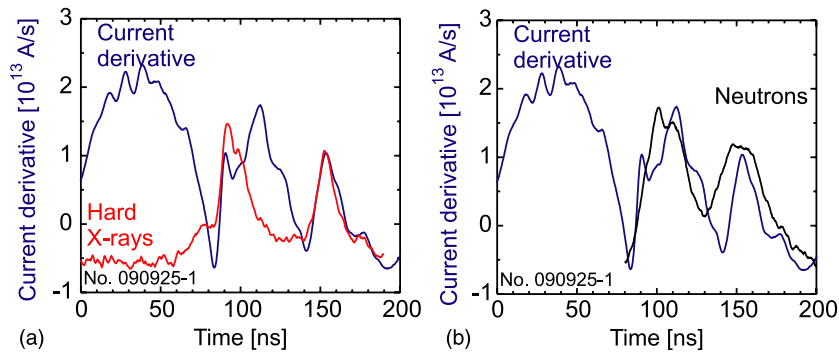 Current derivative [10^13 A/s]
3
2
1
0
-1
Current
derivative
Hard
X-rays
No. 090925-1
0 50 100 150 200
(a) Time [ns]
Current derivative [10^13 A/s]
3
2
1
0
-1
Current
derivative
Neutrons
No. 090925-1
0 50 100 150 200
(b) Time [ns]